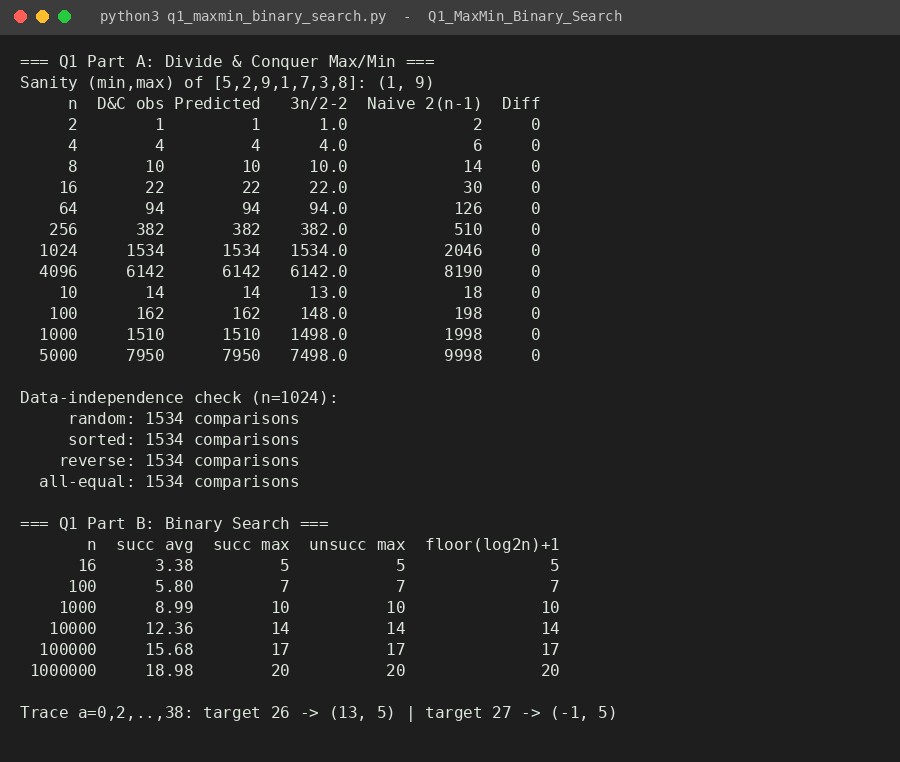 python3 q1_maxmin_binary_search.py  -  Q1_MaxMin_Binary_Search
=== Q1 Part A: Divide & Conquer Max/Min ===
Sanity (min,max) of [5,2,9,1,7,3,8]: (1, 9)
     n  D&C obs Predicted   3n/2-2  Naive 2(n-1)  Diff
     2        1         1      1.0             2     0
     4        4         4      4.0             6     0
     8       10        10     10.0            14     0
    16       22        22     22.0            30     0
    64       94        94     94.0           126     0
   256      382       382    382.0           510     0
  1024     1534      1534   1534.0          2046     0
  4096     6142      6142   6142.0          8190     0
    10       14        14     13.0            18     0
   100      162       162    148.0           198     0
  1000     1510      1510   1498.0          1998     0
  5000     7950      7950   7498.0          9998     0
Data-independence check (n=1024):
     random: 1534 comparisons
     sorted: 1534 comparisons
    reverse: 1534 comparisons
  all-equal: 1534 comparisons
=== Q1 Part B: Binary Search ===
       n  succ avg  succ max  unsucc max  floor(log2n)+1
      16      3.38         5           5               5
     100      5.80         7           7               7
    1000      8.99        10          10              10
   10000     12.36        14          14              14
  100000     15.68        17          17              17
 1000000     18.98        20          20              20
Trace a=0,2,..,38: target 26 -> (13, 5) | target 27 -> (-1, 5)